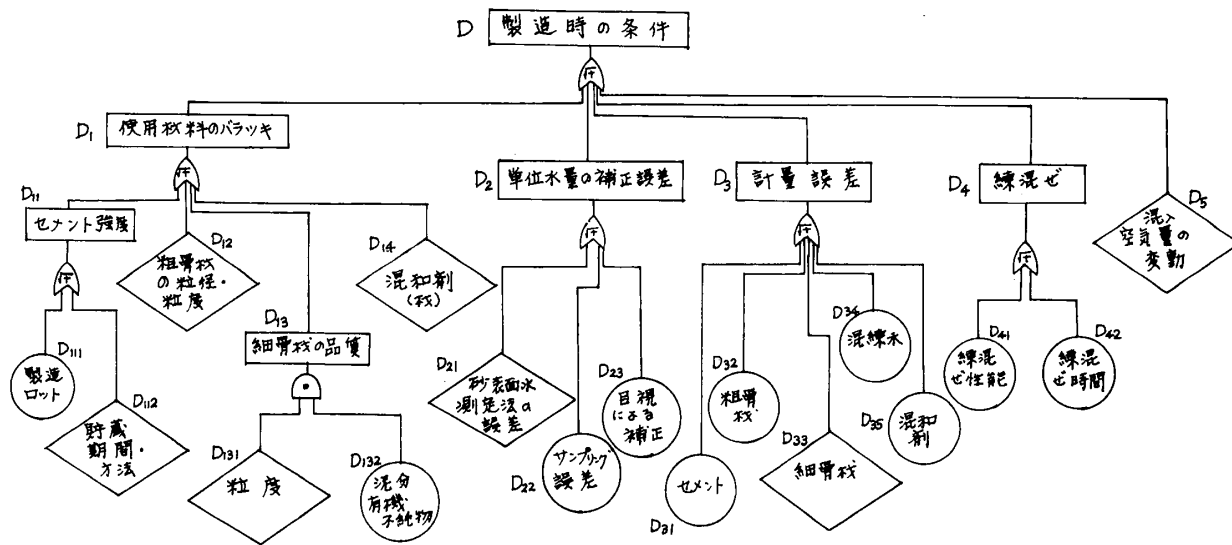 D 製造時の条件
D1 使用材料のバラツキ
D2 単位水量の補正誤差
D3 計量誤差
D4 練混ぜ
D5
混入
空気量の
変動
D11
セメント強度
D12
粗骨材
の粒径・
粒度
D13
細骨材の品質
D14
混和剤
(材)
D111
製造
ロット
D112
貯蔵
期間・
方法
D131
粒度
D132
泥分
有機
不純物
D21
砂表面水
測定法の
誤差
D22
サンプリング
誤差
D23
目視
による
補正
D31
セメント
D32
粗骨
材
D33
細骨材
D34
混練水
D35
混和
剤
D41
練混
ぜ性能
D42
練混
ぜ時間